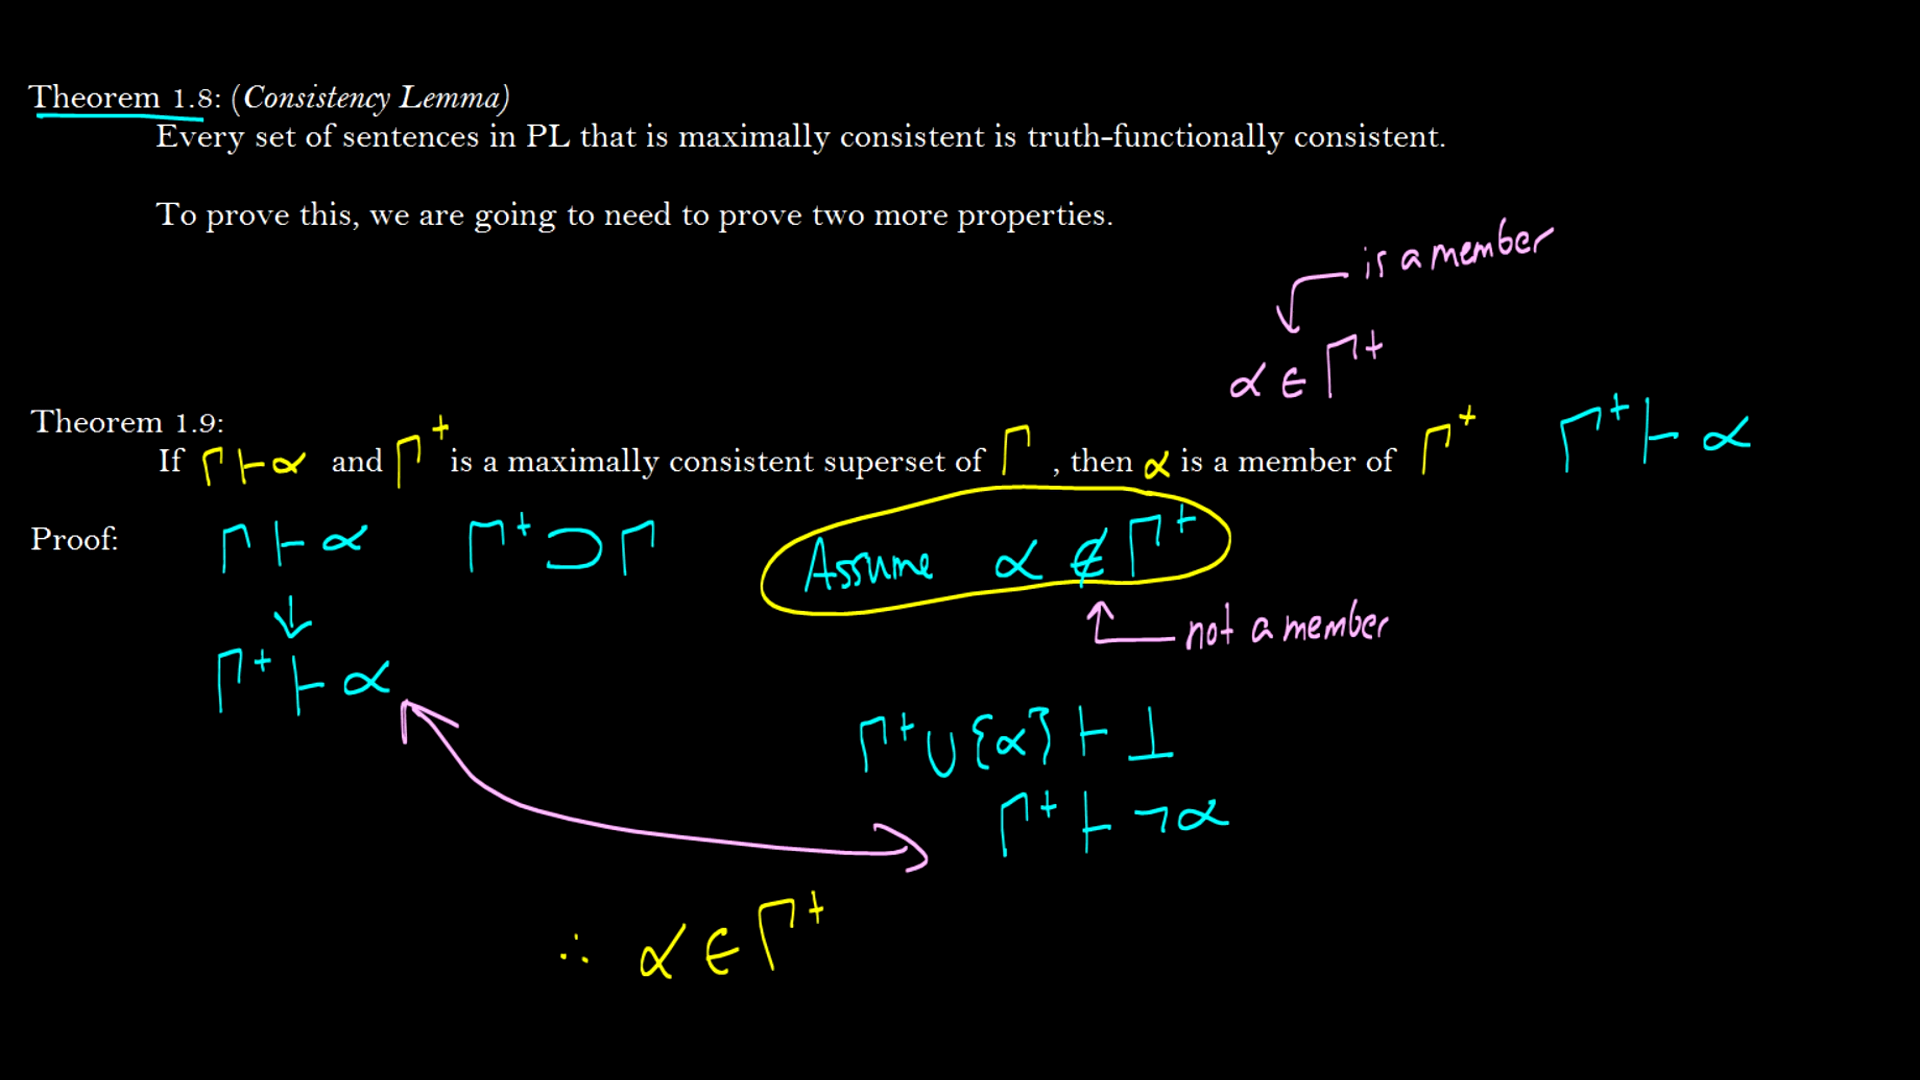 Theorem 1.8: (Consistency Lemma)
Every set of sentences in PL that is maximally consistent is truth-functionally consistent.
To prove this, we are going to need to prove two more properties.
is a member
α ∈ Γ⁺
Theorem 1.9:
If Γ ⊢ α and Γ⁺ is a maximally consistent superset of Γ , then α is a member of Γ⁺
Γ⁺ ⊢ α
Proof: Γ ⊢ α Γ⁺ ⊃ Γ Assume α ∉ Γ⁺
not a member
Γ⁺ ⊢ α
Γ⁺ ∪ {α} ⊢ ⊥
Γ⁺ ⊢ ¬α
∴ α ∈ Γ⁺